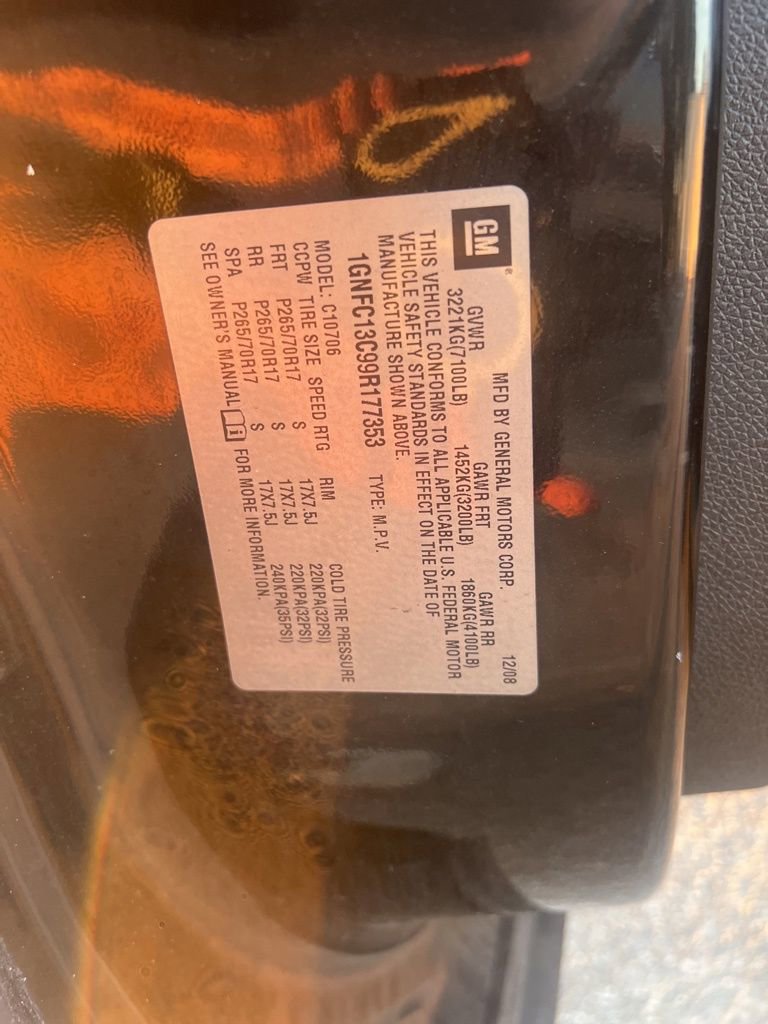 GM® MFD BY GENERAL MOTORS CORP. 12/08
GVWR GAWR FRT GAWR RR
3221KG(7100LB) 1452KG(3200LB) 1860KG(4100LB)
THIS VEHICLE CONFORMS TO ALL APPLICABLE U.S. FEDERAL MOTOR
VEHICLE SAFETY STANDARDS IN EFFECT ON THE DATE OF
MANUFACTURE SHOWN ABOVE.
1GNFC13C99R177353 TYPE: M.P.V.
MODEL: C10706
CCPW TIRE SIZE SPEED RTG RIM COLD TIRE PRESSURE
FRT P265/70R17 S 17X7.5J 220KPA(32PSI)
RR P265/70R17 S 17X7.5J 220KPA(32PSI)
SPA P265/70R17 S 17X7.5J 240KPA(35PSI)
SEE OWNER'S MANUAL FOR MORE INFORMATION.